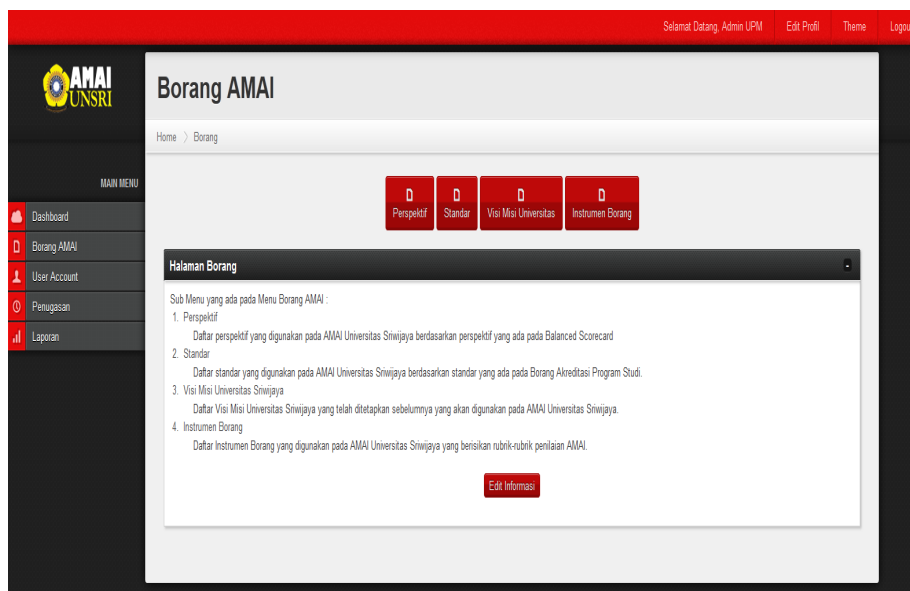 Selamat Datang, Admin UPM Edit Profil Theme Logou
AMAI
UNSRI
Borang AMAI
Home > Borang
MAIN MENU
Dashboard
Borang AMAI
User Account
Penugasan
Laporan
Perspektif Standar Visi Misi Universitas Instrumen Borang
Halaman Borang -
Sub Menu yang ada pada Menu Borang AMAI :
1. Perspektif
Daftar perspektif yang digunakan pada AMAI Universitas Sriwijaya berdasarkan perspektif yang ada pada Balanced Scorecard
2. Standar
Daftar standar yang digunakan pada AMAI Universitas Sriwijaya berdasarkan standar yang ada pada Borang Akreditasi Program Studi.
3. Visi Misi Universitas Sriwijaya
Daftar Visi Misi Universitas Sriwijaya yang telah ditetapkan sebelumnya yang akan digunakan pada AMAI Universitas Sriwijaya.
4. Instrumen Borang
Daftar Instrumen Borang yang digunakan pada AMAI Universitas Sriwijaya yang berisikan rubrik-rubrik penilaian AMAI.
Edit Informasi